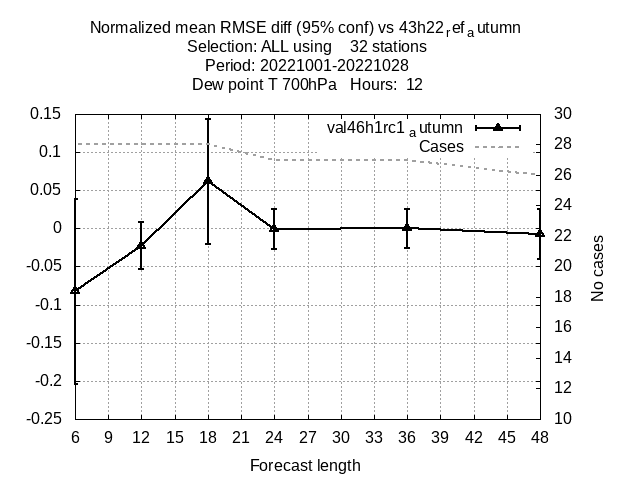 Normalized mean RMSE diff (95% conf) vs 43h22refautumn
Selection: ALL using 32 stations
Period: 20221001-20221028
Dew point T 700hPa Hours: 12
val46h1rc1autumn
Cases
0.15
0.1
0.05
0
-0.05
-0.1
-0.15
-0.2
-0.25
30
28
26
24
22
20
18
16
14
12
10
No cases
6 9 12 15 18 21 24 27 30 33 36 39 42 45 48
Forecast length